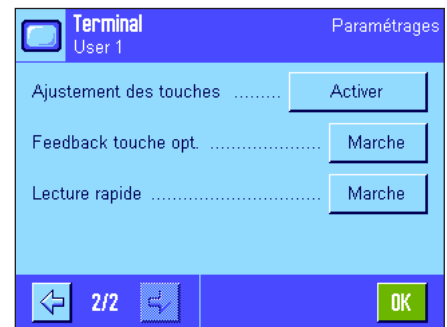 Terminal
Paramétrages
User 1
Ajustement des touches ......... Activer
Feedback touche opt. ..................... Marche
Lecture rapide ................................ Marche
2/2
OK